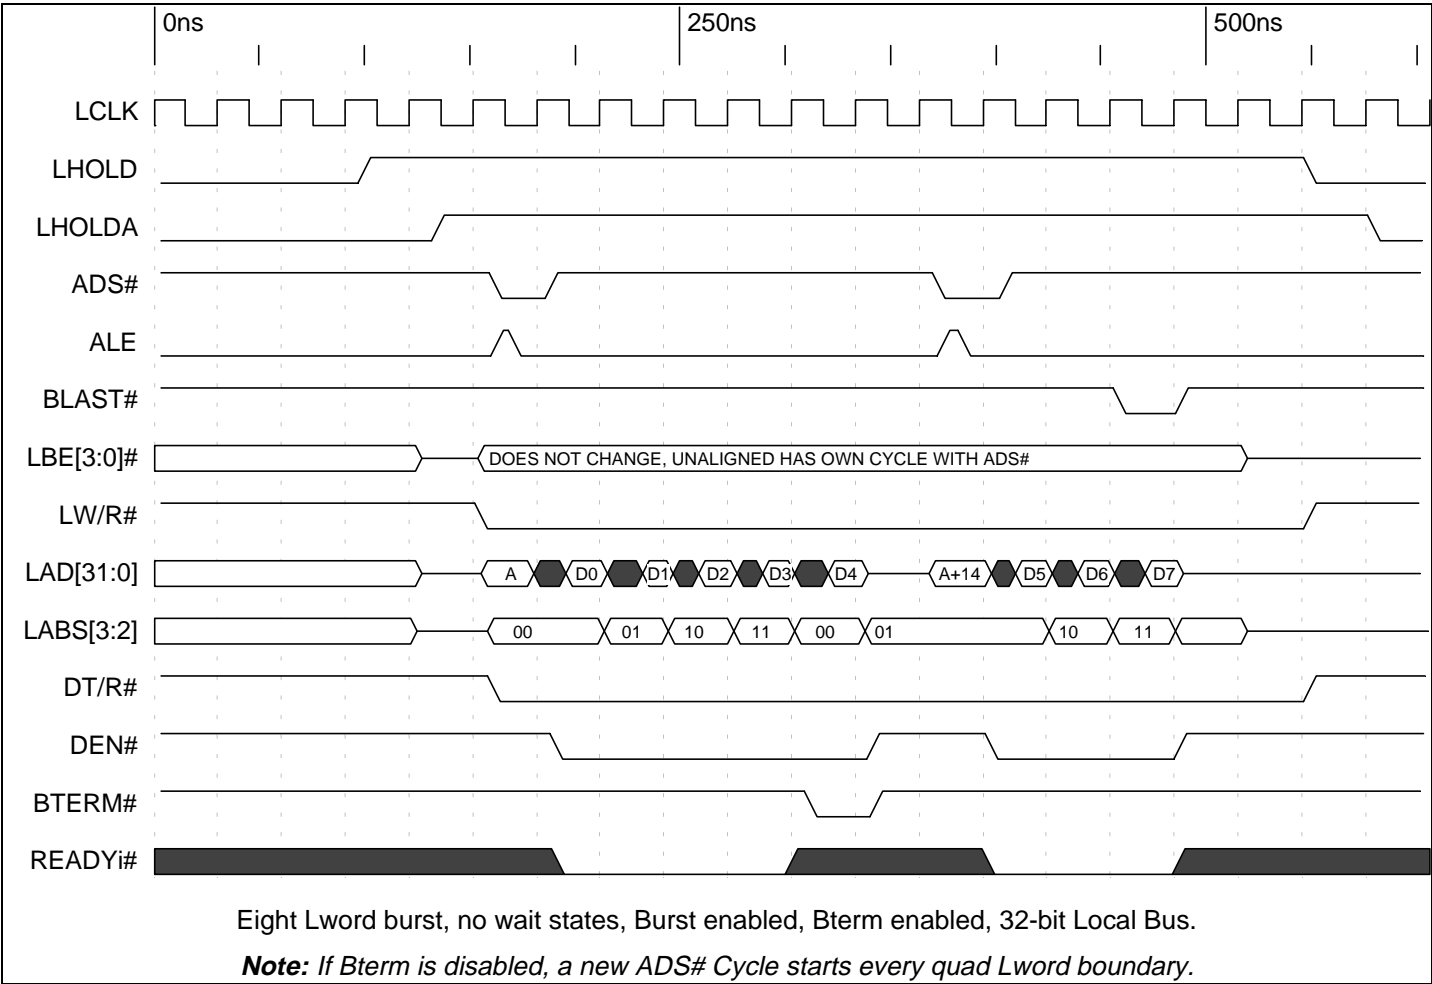 0ns 250ns 500ns
LCLK
LHOLD
LHOLDA
ADS#
ALE
BLAST#
LBE[3:0]# DOES NOT CHANGE, UNALIGNED HAS OWN CYCLE WITH ADS#
LW/R#
LAD[31:0] A D0 D1 D2 D3 D4 A+14 D5 D6 D7
LABS[3:2] 00 01 10 11 00 01 10 11
DT/R#
DEN#
BTERM#
READYi#
Eight Lword burst, no wait states, Burst enabled, Bterm enabled, 32-bit Local Bus.
Note: If Bterm is disabled, a new ADS# Cycle starts every quad Lword boundary.